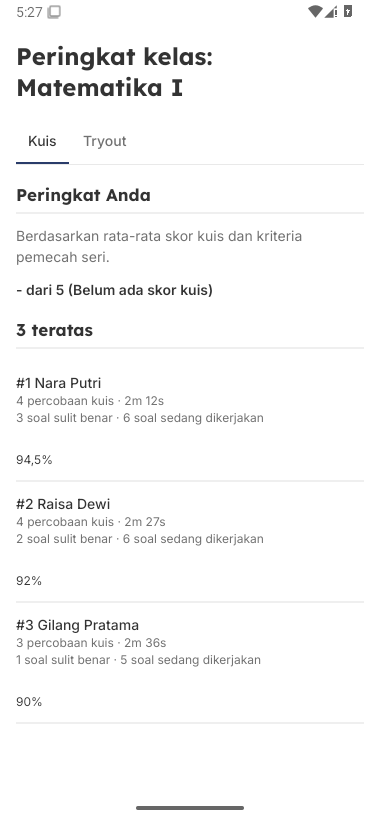 5:27
Peringkat kelas:
Matematika I
Kuis
Tryout
Peringkat Anda
Berdasarkan rata-rata skor kuis dan kriteria
pemecah seri.
- dari 5 (Belum ada skor kuis)
3 teratas
#1 Nara Putri
4 percobaan kuis · 2m 12s
3 soal sulit benar · 6 soal sedang dikerjakan
94,5%
#2 Raisa Dewi
4 percobaan kuis · 2m 27s
2 soal sulit benar · 6 soal sedang dikerjakan
92%
#3 Gilang Pratama
3 percobaan kuis · 2m 36s
1 soal sulit benar · 5 soal sedang dikerjakan
90%